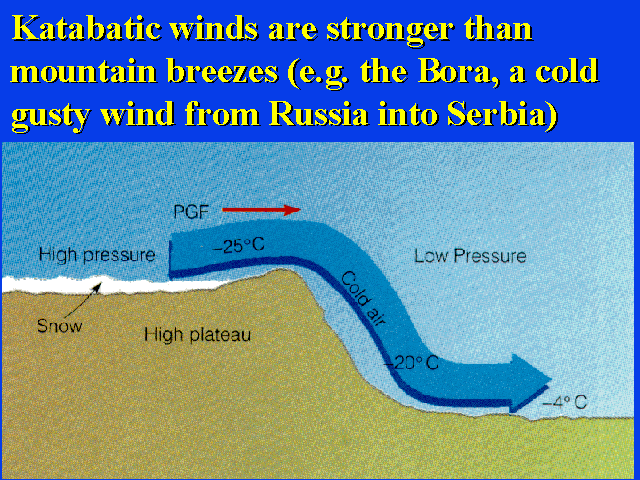 Katabatic winds are stronger than
mountain breezes (e.g. the Bora, a cold
gusty wind from Russia into Serbia)
PGF
High pressure
–25°C
Low Pressure
Cold air
Snow
High plateau
–20°C
–4°C